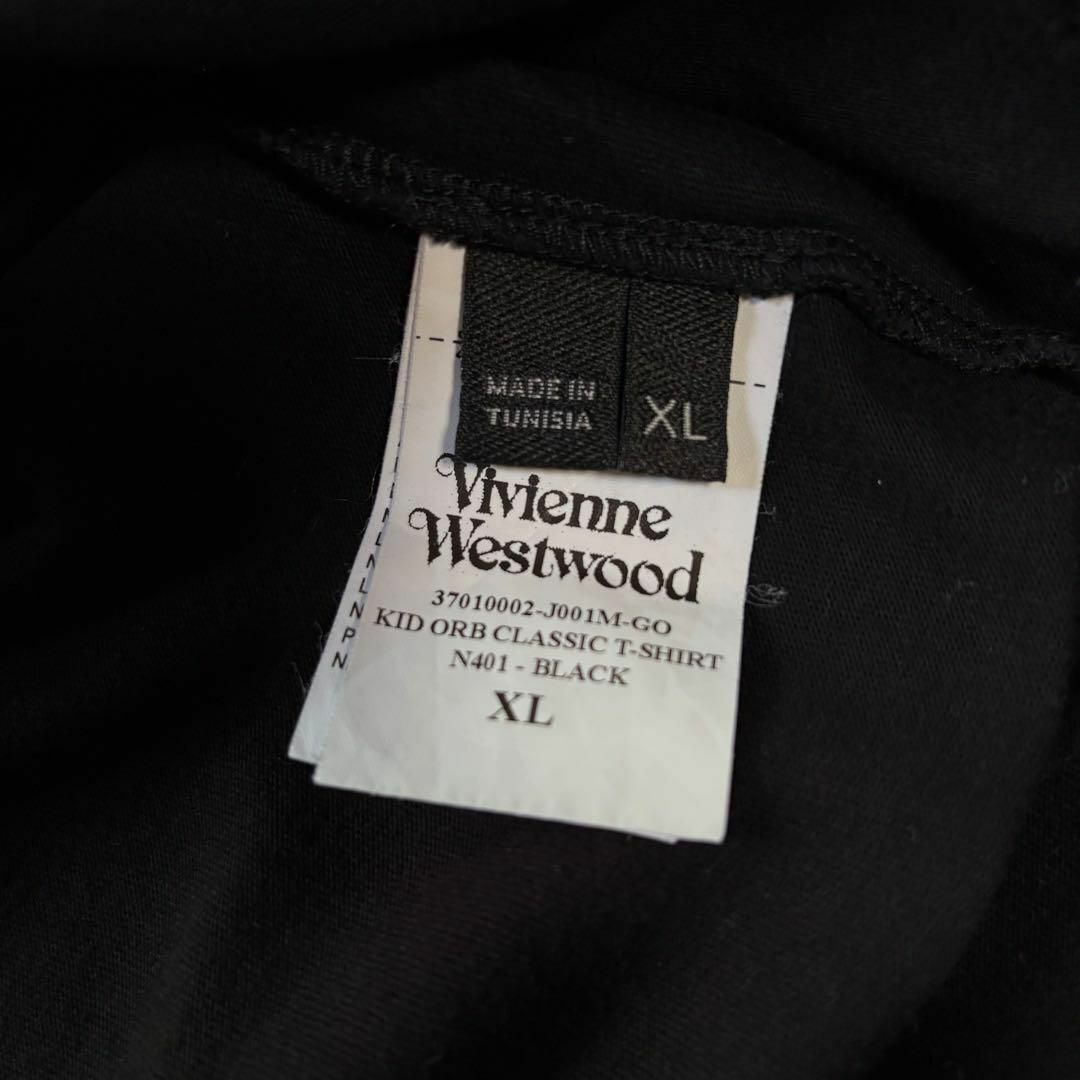 MADE IN
TUNISIA
XL
Vivienne
Westwood
37010002-J001M-GO
KID ORB CLASSIC T-SHIRT
N401 - BLACK
XL